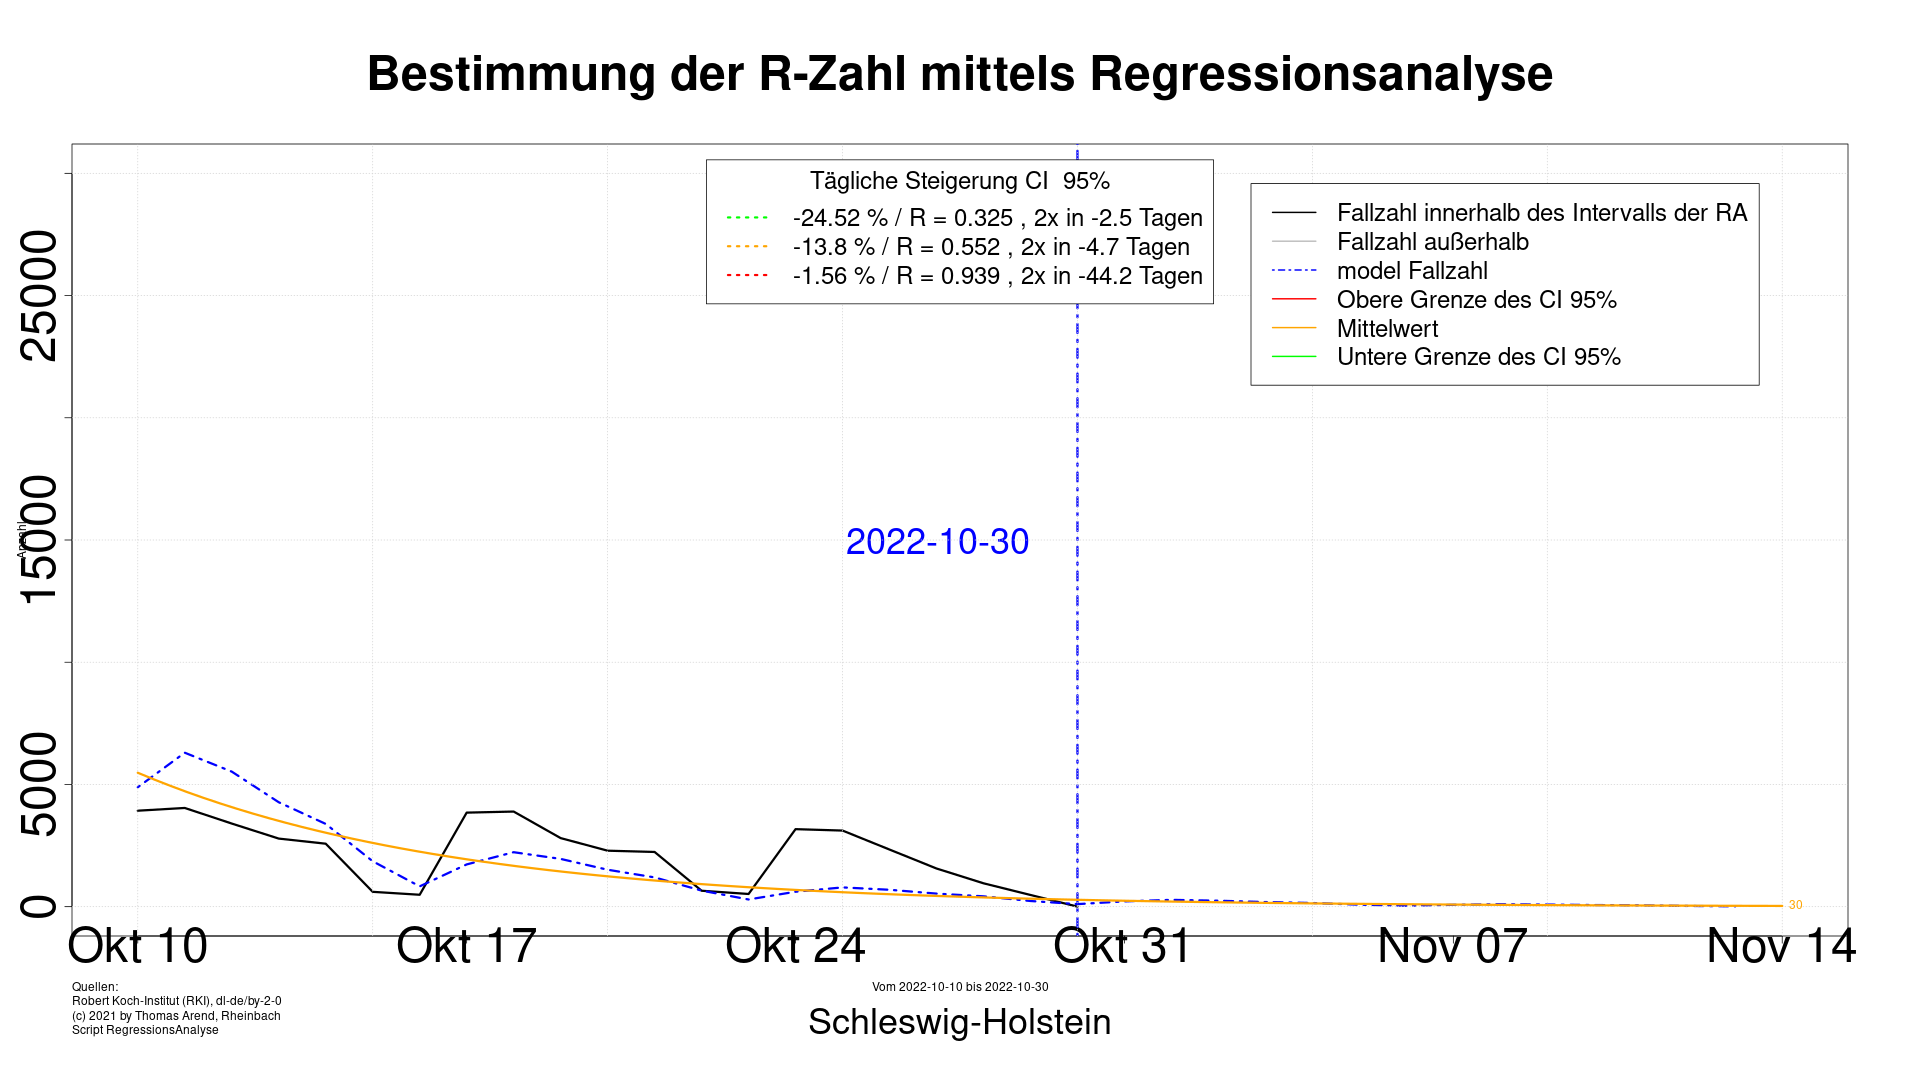 Bestimmung der R-Zahl mittels Regressionsanalyse
Tägliche Steigerung CI  95%
-24.52 % / R = 0.325 , 2x in -2.5 Tagen
-13.8 % / R = 0.552 , 2x in -4.7 Tagen
-1.56 % / R = 0.939 , 2x in -44.2 Tagen
Fallzahl innerhalb des Intervalls der RA
Fallzahl außerhalb
model Fallzahl
Obere Grenze des CI 95%
Mittelwert
Untere Grenze des CI 95%
25000
15000
5000
0
Anzahl
2022-10-30
30
Okt 10
Okt 17
Okt 24
Okt 31
Nov 07
Nov 14
Quellen:
Robert Koch-Institut (RKI), dl-de/by-2-0
(c) 2021 by Thomas Arend, Rheinbach
Script RegressionsAnalyse
Vom 2022-10-10 bis 2022-10-30
Schleswig-Holstein